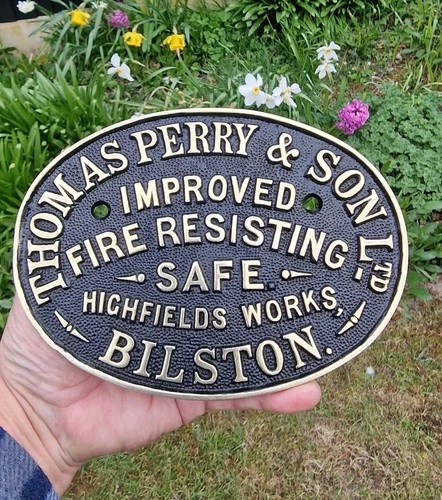 THOMAS PERRY & SON LTD
IMPROVED
FIRE RESISTING
SAFE.
HIGHFIELDS WORKS,
BILSTON.